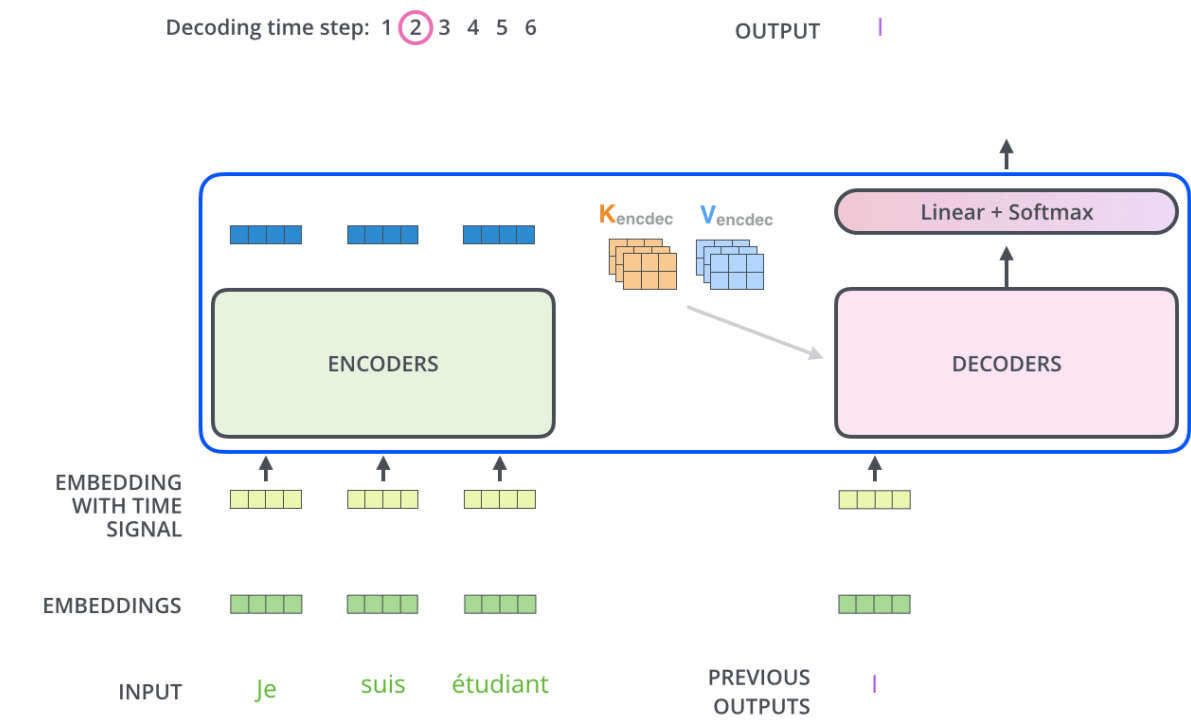 Decoding time step: 1 2 3 4 5 6
OUTPUT I
Kencdec Vencdec
Linear + Softmax
ENCODERS
DECODERS
EMBEDDING
WITH TIME
SIGNAL
EMBEDDINGS
INPUT Je suis étudiant
PREVIOUS
OUTPUTS
I